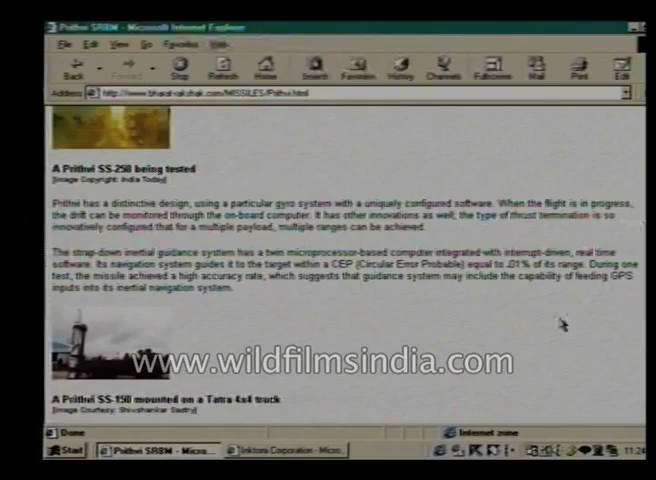 Prithvi SRBM - Microsoft Internet Explorer
File Edit View Go Favorites Help
Back Forward Stop Refresh Home Search Favorites History Channels Fullscreen Mail Print Edit
Address http://www.bharat-rakshak.com/MISSILES/Prithvi.html
A Prithvi SS-250 being tested
[Image Copyright: India Today]
Prithvi has a distinctive design, using a particular gyro system with a uniquely configured software. When the flight is in progress,
the drift can be monitored through the on-board computer. It has other innovations as well; the type of thrust termination is so
innovatively configured that for a multiple payload, multiple ranges can be achieved.
The strap-down inertial guidance system has a twin microprocessor-based computer integrated with interrupt-driven, real time
software. Its navigation system guides it to the target within a CEP (Circular Error Probable) equal to .01% of its range. During one
test, the missile achieved a high accuracy rate, which suggests that guidance system may include the capability of feeding GPS
inputs into its inertial navigation system.
www.wildfilmsindia.com
A Prithvi SS-150 mounted on a Tatra 4x4 truck
[Image Courtesy: Shivshankar Sastry]
Done Internet zone
Start Prithvi SRBM - Micro... Inktomi Corporation - Micro... 11:24